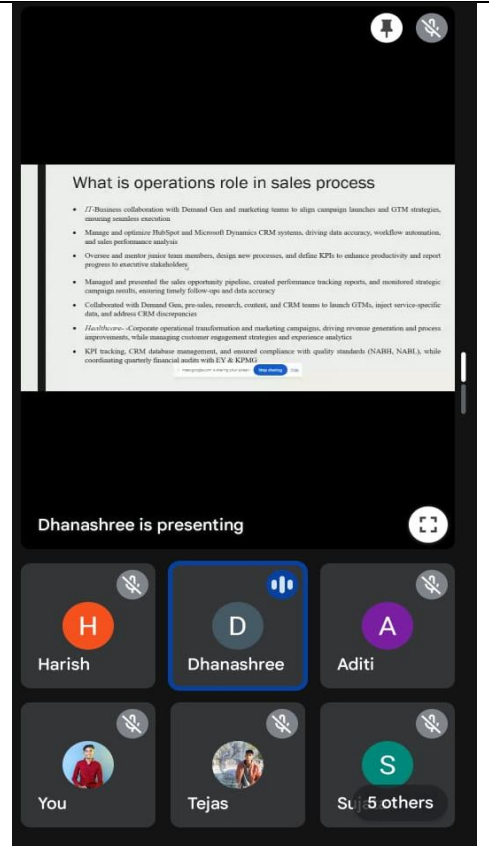 What is operations role in sales process
• IT-Business collaboration with Demand Gen and marketing teams to align campaign launches and GTM strategies,
ensuring seamless execution
• Manage and optimize HubSpot and Microsoft Dynamics CRM systems, driving data accuracy, workflow automation,
and sales performance analysis
• Oversee and mentor junior team members, design new processes, and define KPIs to enhance productivity and report
progress to executive stakeholders
• Managed and presented the sales opportunity pipeline, created performance tracking reports, and monitored strategic
campaign results, ensuring timely follow-ups and data accuracy
• Collaborated with Demand Gen, pre-sales, research, content, and CRM teams to launch GTMs, inject service-specific
data, and address CRM discrepancies
• Healthcare- -Corporate operational transformation and marketing campaigns, driving revenue generation and process
improvements, while managing customer engagement strategies and experience analytics
• KPI tracking, CRM database management, and ensured compliance with quality standards (NABH, NABL), while
coordinating quarterly financial audits with EY & KPMG
meet.google.com is sharing your screen Stop sharing Hide
Dhanashree is presenting
H D A
Harish Dhanashree Aditi
S
You Tejas 5 others